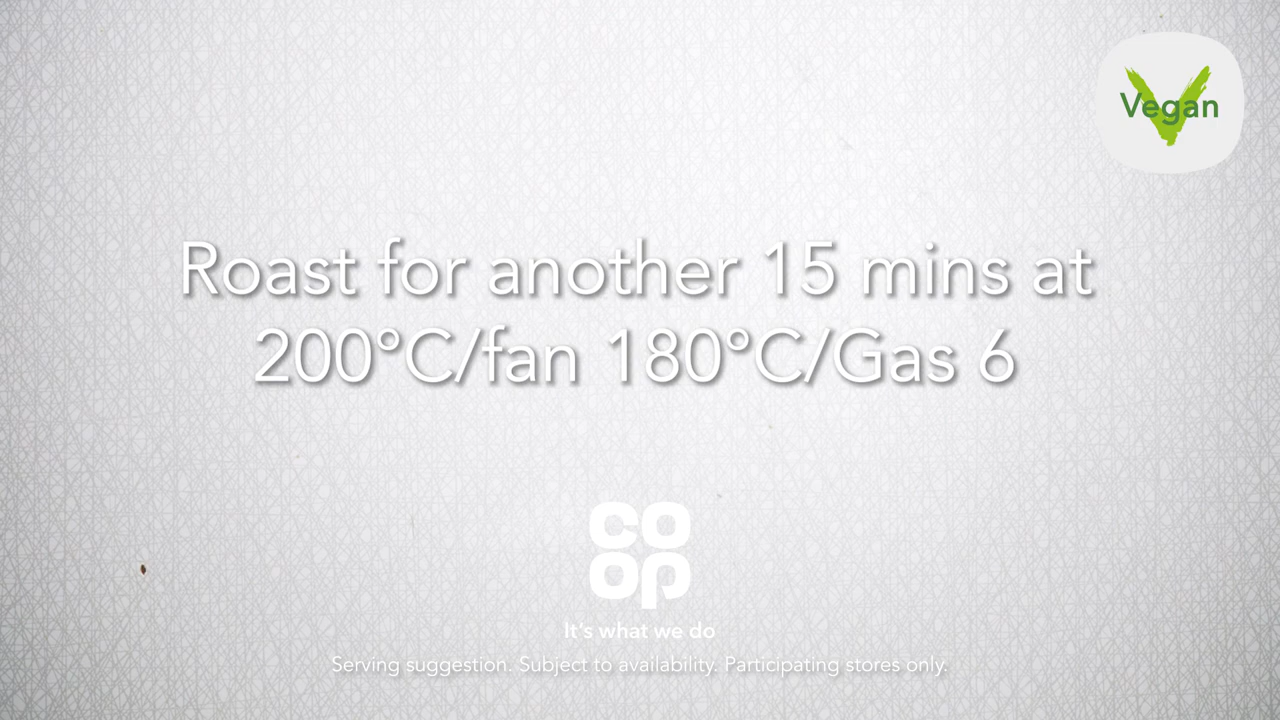 Vegan
Roast for another 15 mins at
200°C/fan 180°C/Gas 6
co
op
It's what we do
Serving suggestion. Subject to availability. Participating stores only.